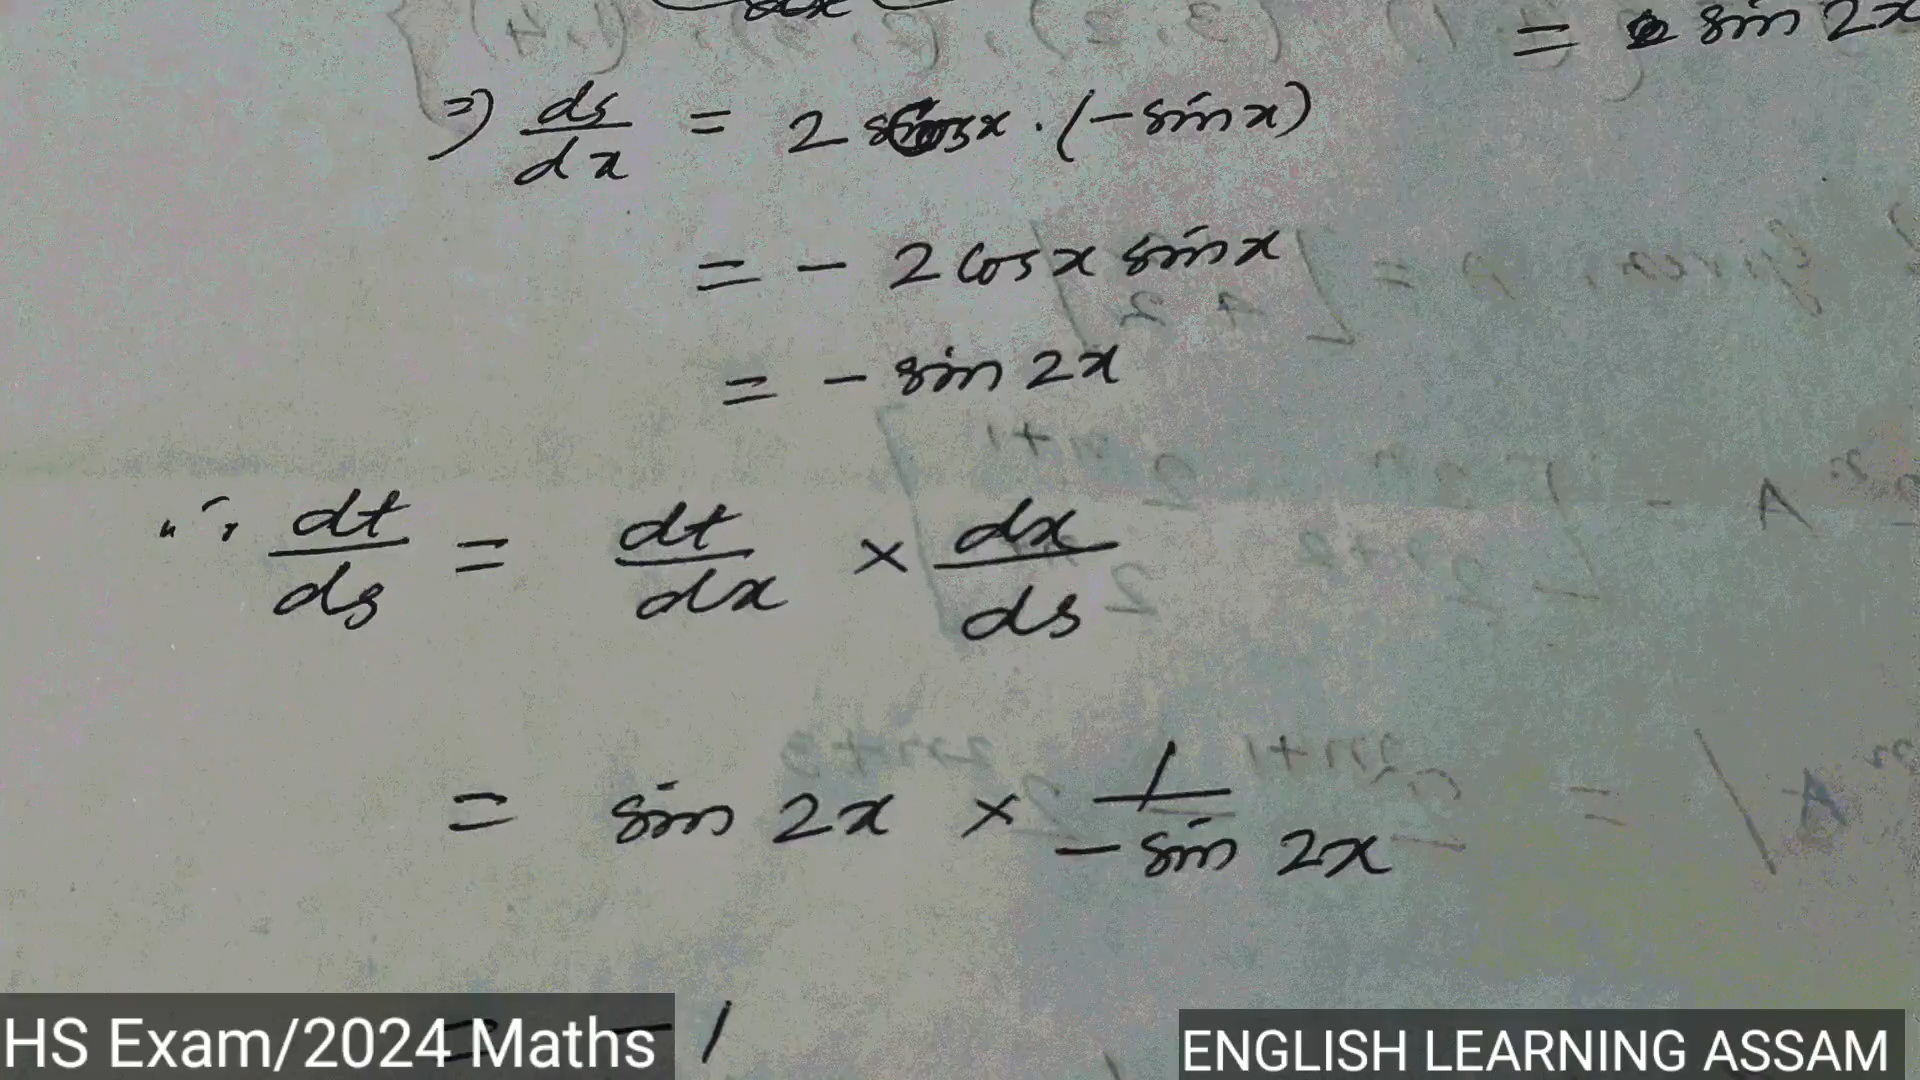 = sin 2x
⇒ ds/dx = 2 cosx . (- sin x)
= - 2 cos x sin x
= - sin 2x
∴ dt/ds = dt/dx × dx/ds
= sin 2x × 1/- sin 2x
= - 1
HS Exam/2024 Maths
ENGLISH LEARNING ASSAM